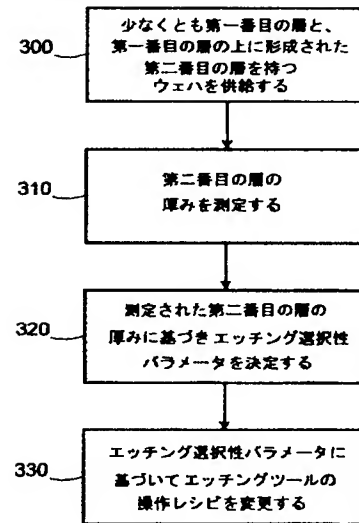 300
少なくとも第一番目の層と、
第一番目の層の上に形成された
第二番目の層を持つ
ウェハを供給する
310
第二番目の層の
厚みを測定する
320
測定された第二番目の層の
厚みに基づきエッチング選択性
パラメータを決定する
330
エッチング選択性パラメータに
基づいてエッチングツールの
操作レシピを変更する